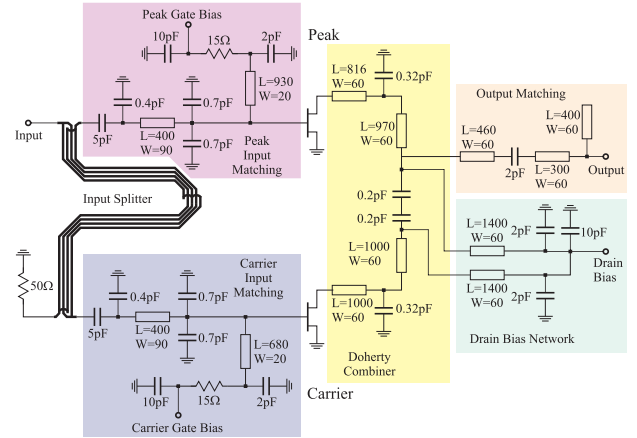 Peak Gate Bias
10pF
15Ω
2pF
Peak
L=930
W=20
0.4pF
0.7pF
Input
5pF
L=400
W=90
0.7pF
Peak
Input
Matching
Input Splitter
L=816
W=60
0.32pF
L=970
W=60
0.2pF
0.2pF
L=1000
W=60
L=1000
W=60
0.32pF
Doherty
Combiner
Output Matching
L=400
W=60
L=460
W=60
2pF
L=300
W=60
Output
L=1400
W=60
2pF
10pF
Drain
Bias
L=1400
W=60
2pF
Drain Bias Network
50Ω
Carrier
Input
Matching
0.4pF
0.7pF
5pF
L=400
W=90
0.7pF
L=680
W=20
10pF
15Ω
2pF
Carrier Gate Bias
Carrier